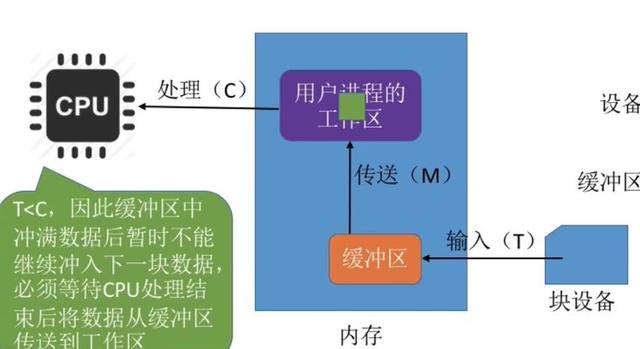 CPU
处理（C）
用户进程的
工作区
传送（M）
缓冲区
内存
输入（T）
块设备
设备
缓冲区
T<C，因此缓冲区中
冲满数据后暂时不能
继续冲入下一块数据，
必须等待CPU处理结
束后将数据从缓冲区
传送到工作区